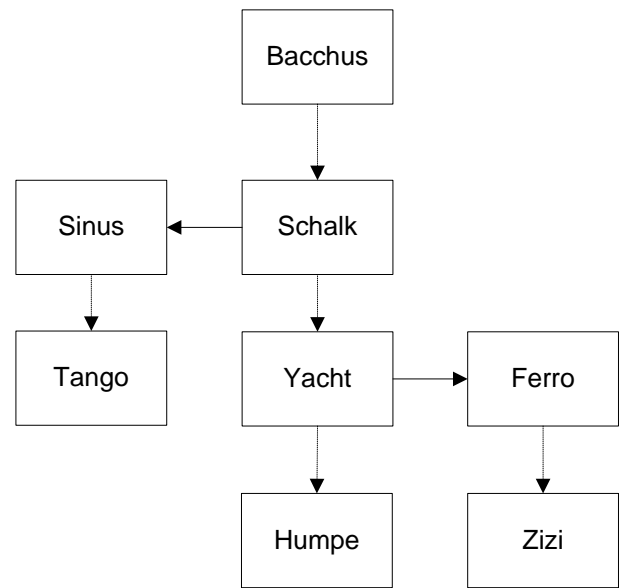 Bacchus
Sinus
Schalk
Tango
Yacht
Ferro
Humpe
Zizi